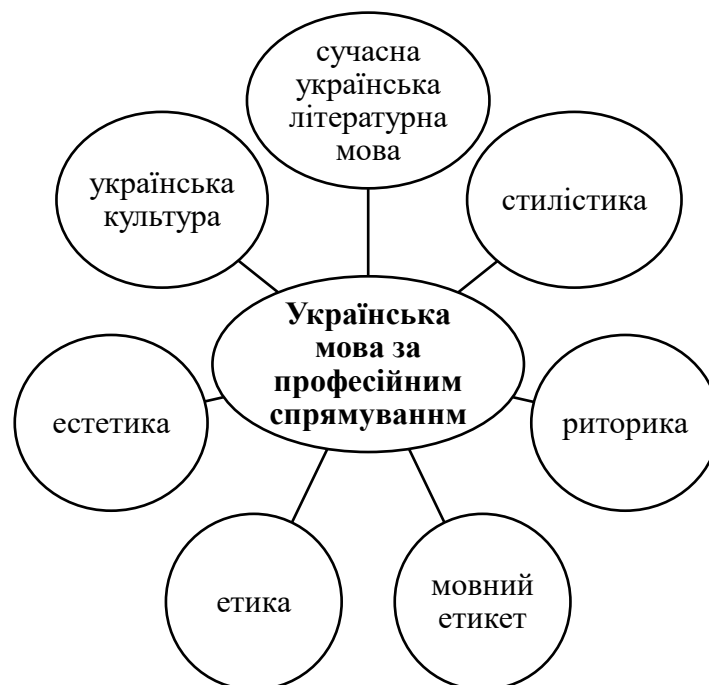 сучасна
українська
літературна
мова
українська
культура
стилістика
Українська
мова за
професійним
спрямуваннм
естетика
риторика
етика
мовний
етикет